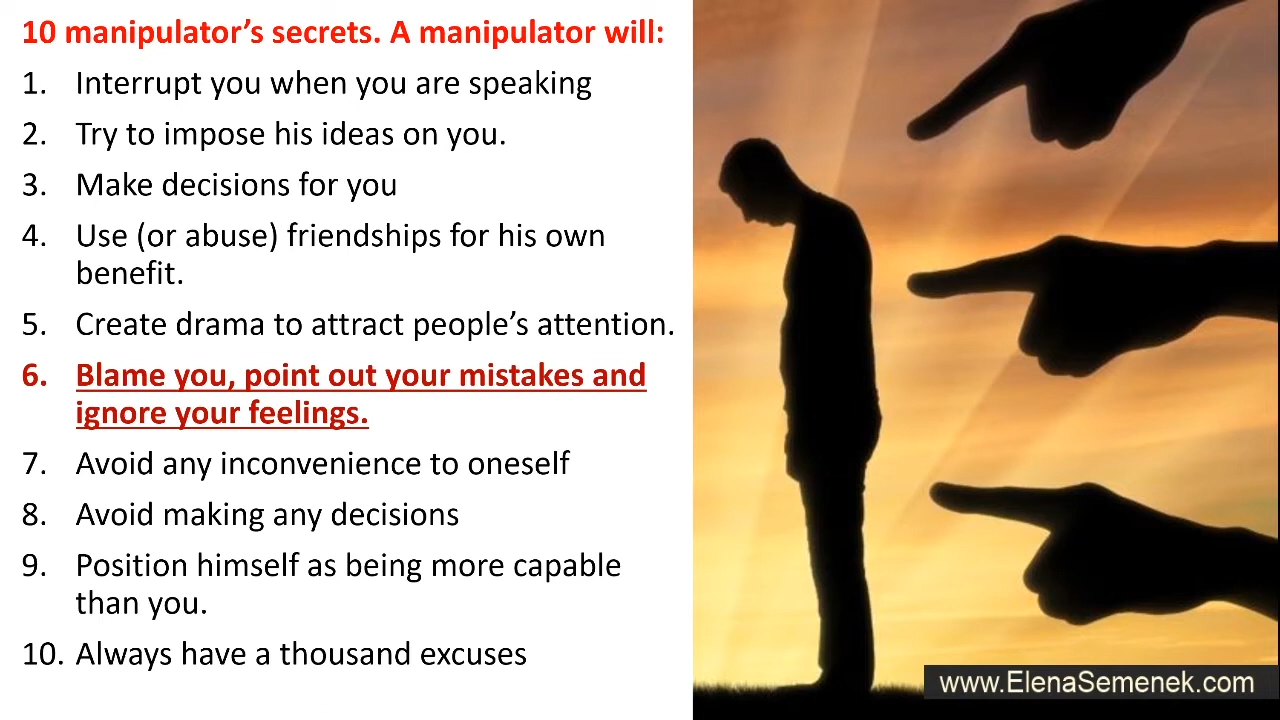 10 manipulator’s secrets. A manipulator will:
1. Interrupt you when you are speaking
2. Try to impose his ideas on you.
3. Make decisions for you
4. Use (or abuse) friendships for his own
benefit.
5. Create drama to attract people’s attention.
6. Blame you, point out your mistakes and
ignore your feelings.
7. Avoid any inconvenience to oneself
8. Avoid making any decisions
9. Position himself as being more capable
than you.
10. Always have a thousand excuses
www.ElenaSemenek.com